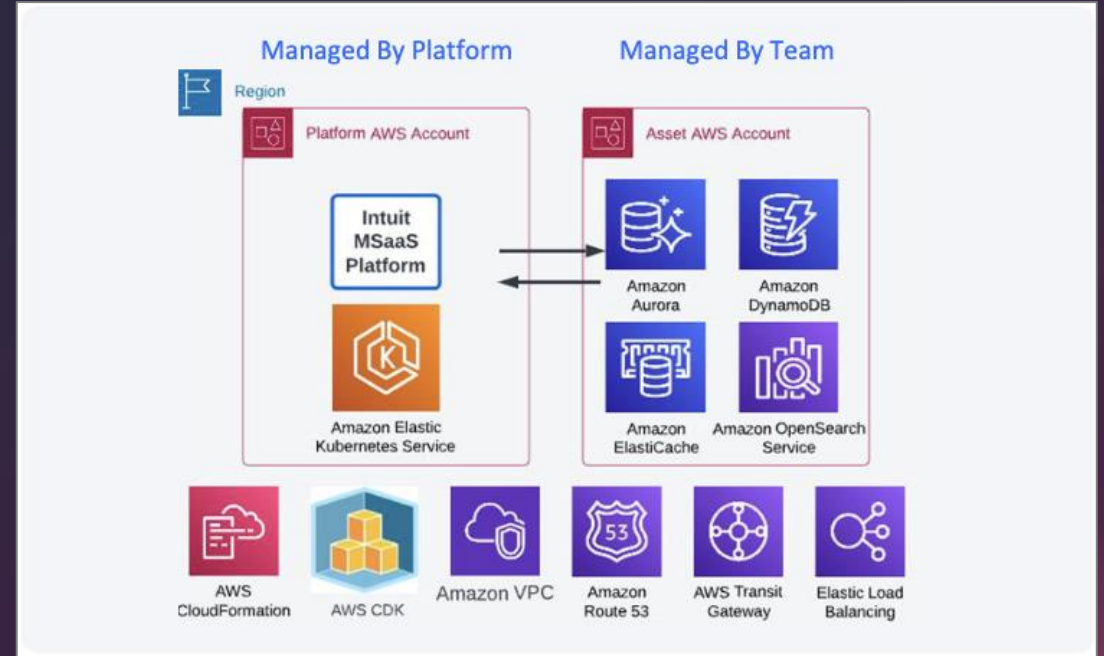 Managed By Platform
Managed By Team
Region
Platform AWS Account
Asset AWS Account
Intuit
MSaaS
Platform
Amazon
Aurora
Amazon
DynamoDB
Amazon Elastic
Kubernetes Service
Amazon
ElastiCache
Amazon OpenSearch
Service
AWS
CloudFormation
AWS CDK
Amazon VPC
53
Amazon
Route 53
AWS Transit
Gateway
Elastic Load
Balancing